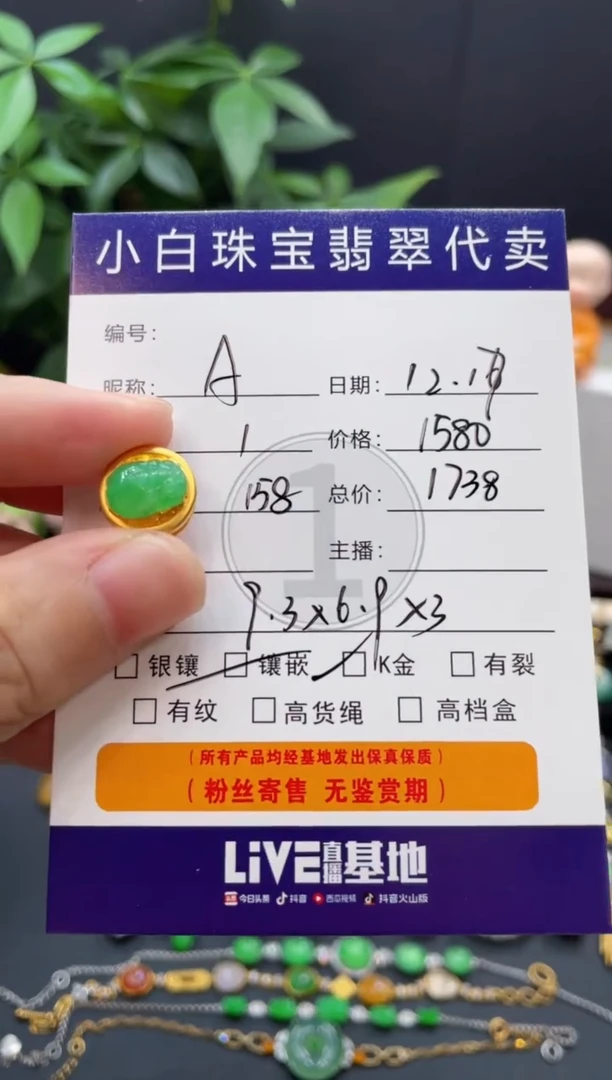 小白珠宝翡翠代卖
编号:
昵称: A 日期: 12.17
1 价格: 1580
158 总价: 1738
主播:
9.3x6.9x3
□ 银镶 □ 镶嵌 □ K金 □ 有裂
□ 有纹 □ 高货绳 □ 高档盒
(所有产品均经基地发出保真保质)
(粉丝寄售 无鉴赏期)
LiVE直播基地
头条 今日头条 抖音 西瓜视频 抖音火山版